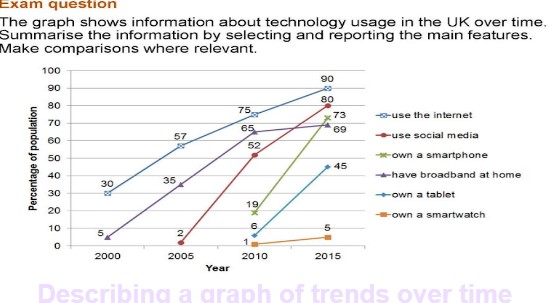 Exam question
The graph shows information about technology usage in the UK over time.
Summarise the information by selecting and reporting the main features.
Make comparisons where relevant.
100
90
80
70
60
50
40
30
20
10
0
Percentage of population
30
57
75
90
5
35
65
69
2
52
80
19
73
6
45
1
5
2000
2005
2010
2015
Year
use the internet
use social media
own a smartphone
have broadband at home
own a tablet
own a smartwatch
Describing a graph of trends over time